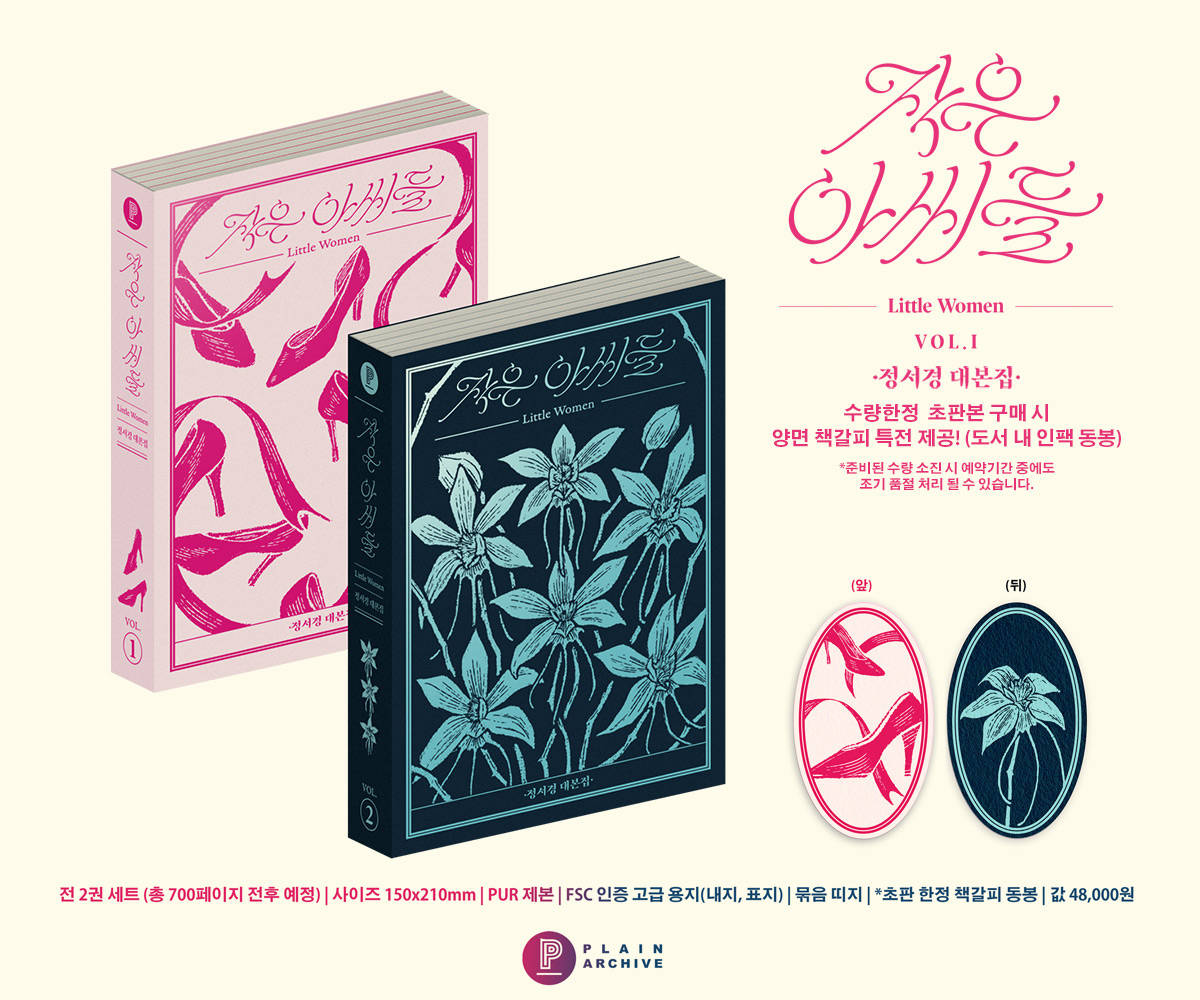 작은
아씨들
Little Women
VOL.I
·정서경 대본집·
수량한정 초판본 구매 시
양면 책갈피 특전 제공! (도서 내 인팩 동봉)
*준비된 수량 소진 시 예약기간 중에도
조기 품절 처리 될 수 있습니다.
(앞)
(뒤)
P
작은 아씨들
Little Women
정서경 대본집
VOL.
1
작은 아씨들
Little Women
·정서경 대본집
P
작은 아씨들
Little Women
정서경 대본집
VOL.
2
작은 아씨들
Little Women
·정서경 대본집·
전 2권 세트 (총 700페이지 전후 예정) | 사이즈 150x210mm | PUR 제본 | FSC 인증 고급 용지(내지, 표지) | 묶음 띠지 | *초판 한정 책갈피 동봉 | 값 48,000원
P
PLAIN
ARCHIVE